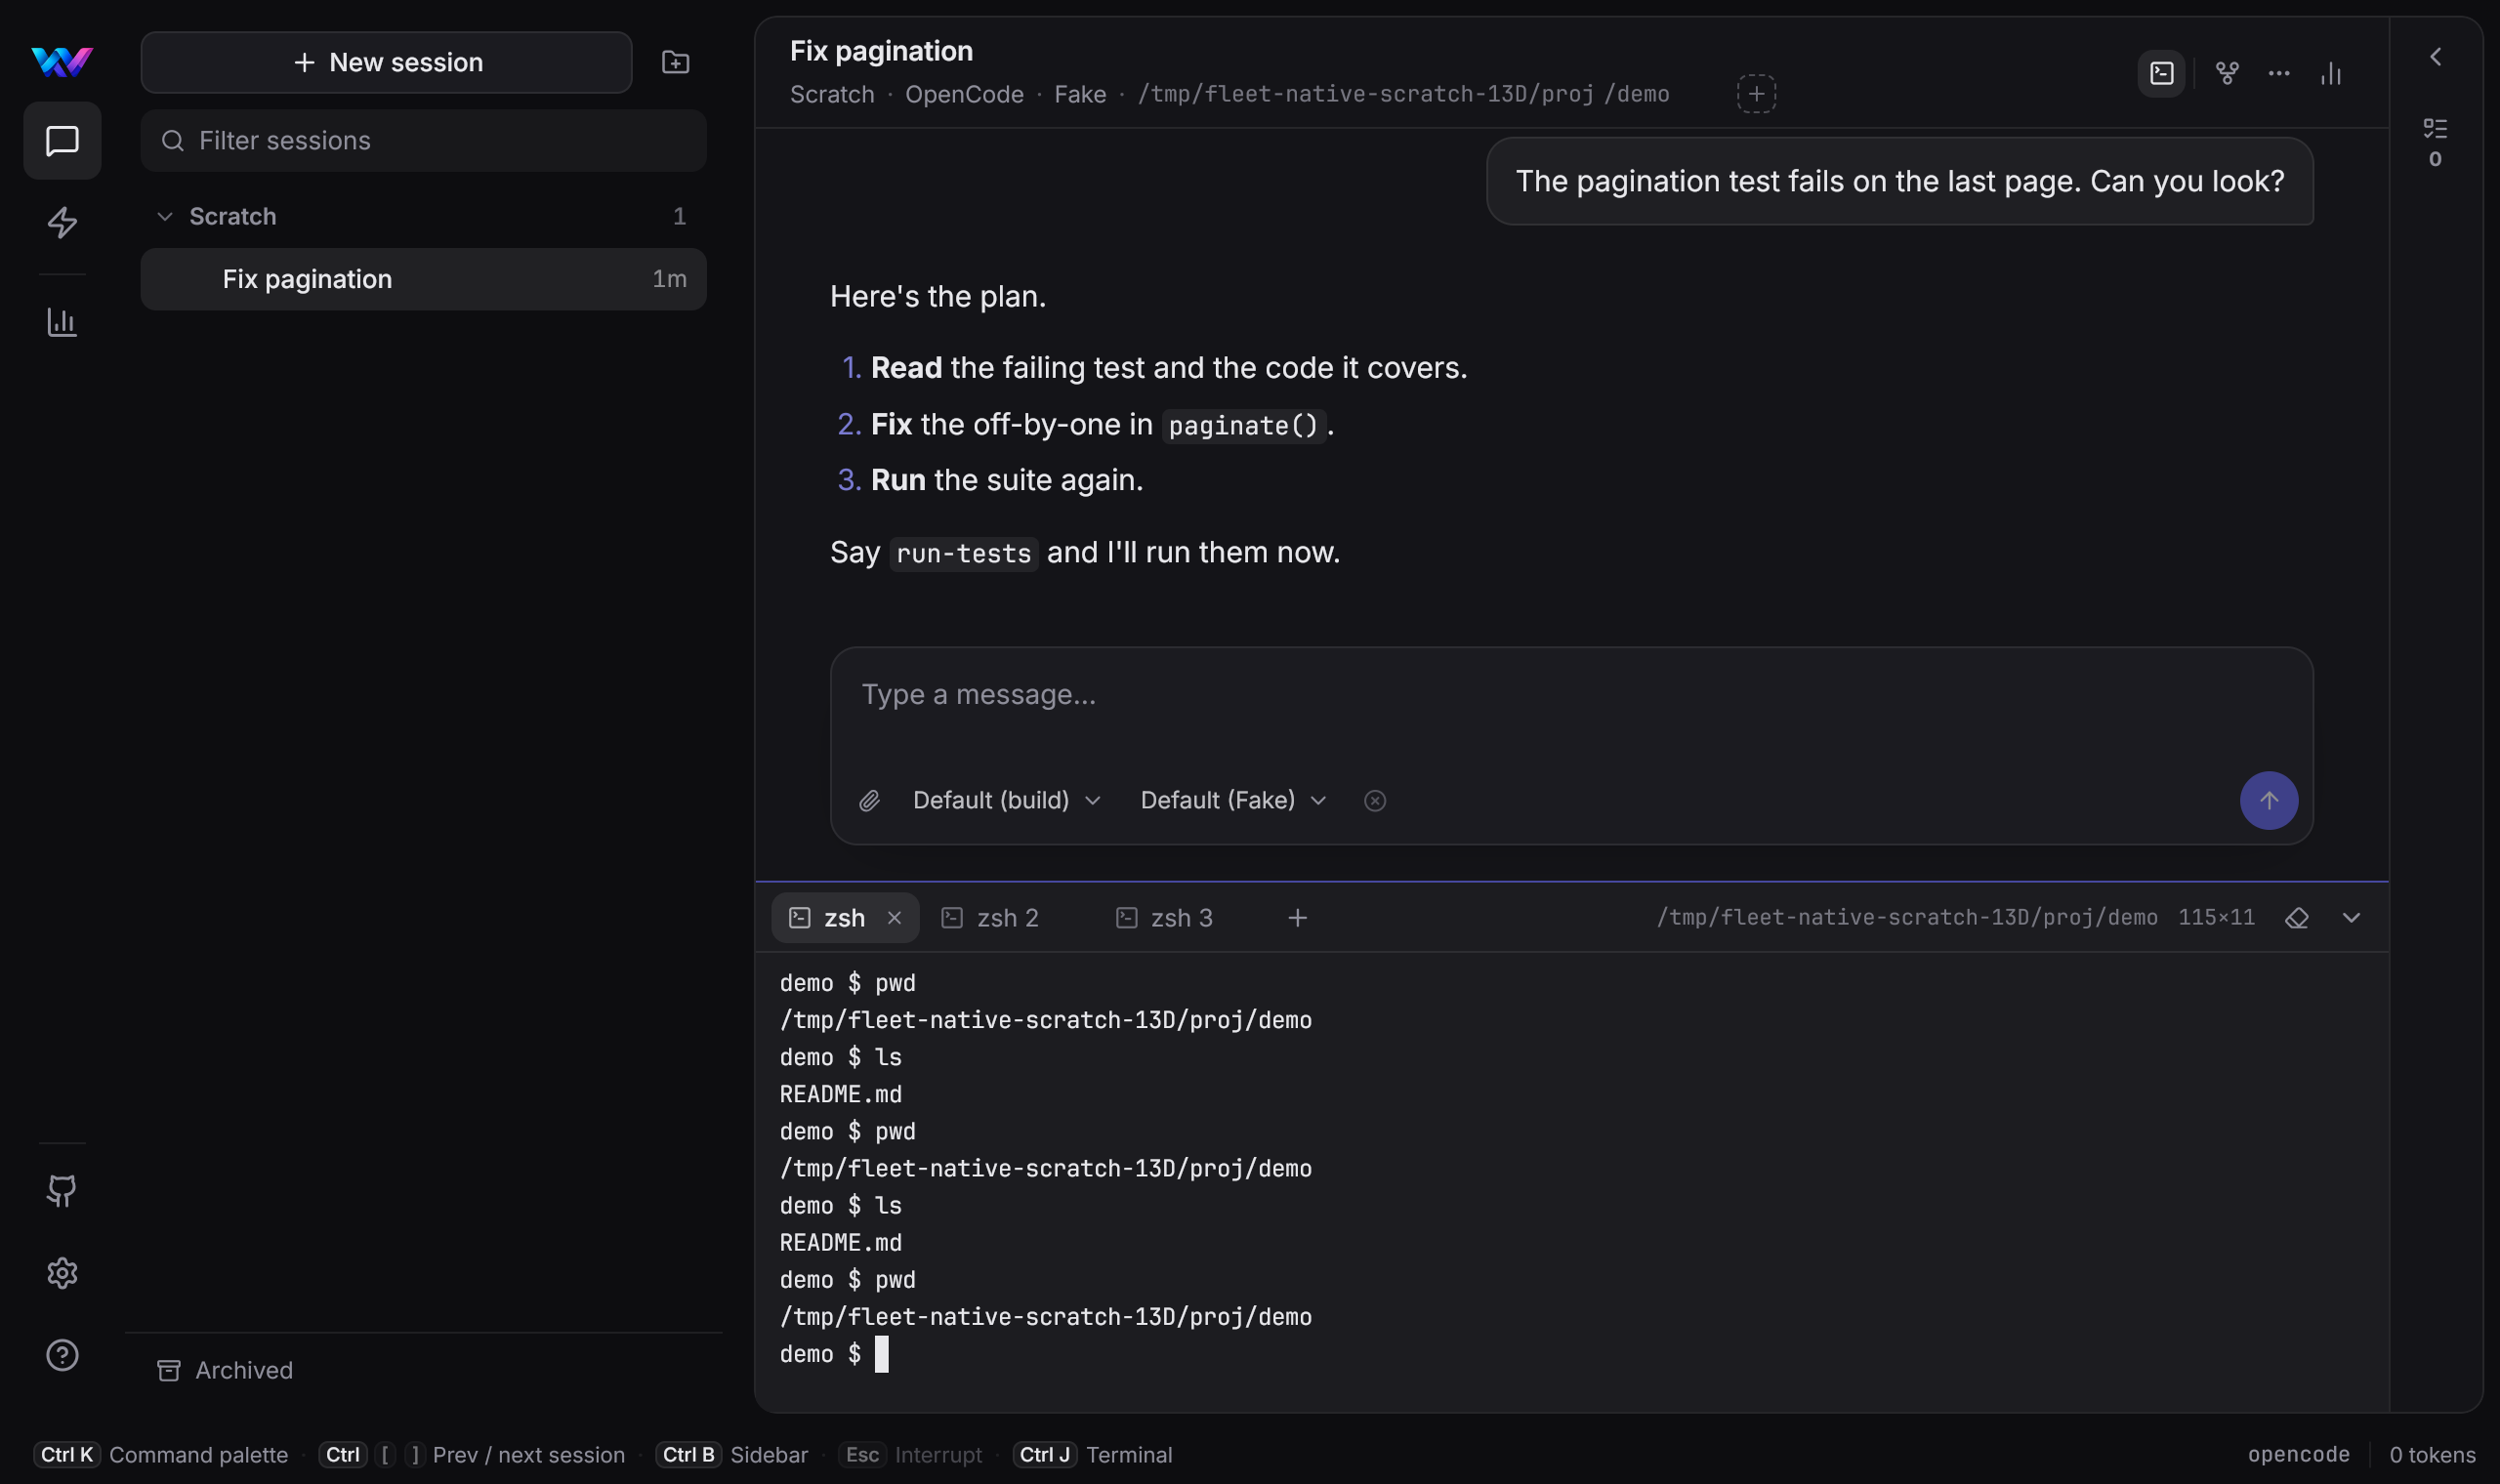 New session
Filter sessions
Scratch 1
Fix pagination 1m
Archived
Fix pagination
Scratch · OpenCode · Fake · /tmp/fleet-native-scratch-13D/proj /demo
0
The pagination test fails on the last page. Can you look?
Here's the plan.
1. Read the failing test and the code it covers.
2. Fix the off-by-one in paginate().
3. Run the suite again.
Say run-tests and I'll run them now.
Type a message...
Default (build) Default (Fake)
zsh zsh 2 zsh 3 /tmp/fleet-native-scratch-13D/proj/demo 115×11
demo $ pwd
/tmp/fleet-native-scratch-13D/proj/demo
demo $ ls
README.md
demo $ pwd
/tmp/fleet-native-scratch-13D/proj/demo
demo $ ls
README.md
demo $ pwd
/tmp/fleet-native-scratch-13D/proj/demo
demo $
Ctrl K Command palette · Ctrl [ ] Prev / next session · Ctrl B Sidebar · Esc Interrupt · Ctrl J Terminal opencode 0 tokens